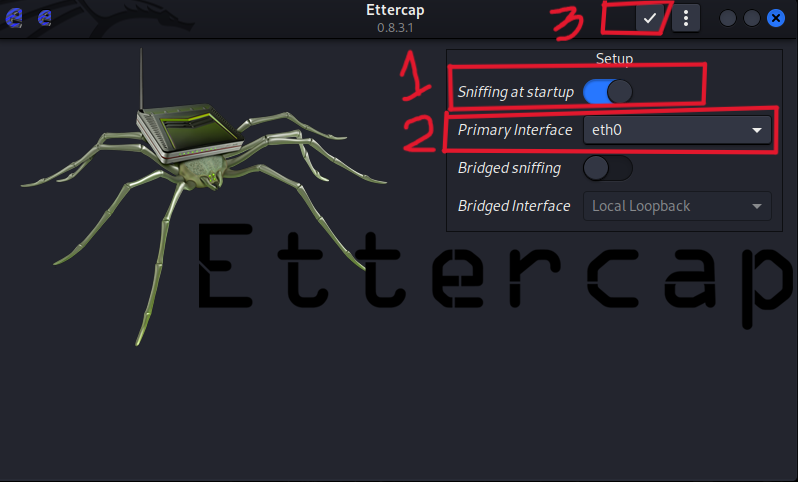 Ettercap
0.8.3.1
3
Setup
1
Sniffing at startup
2
Primary Interface eth0
Bridged sniffing
Bridged Interface Local Loopback
Ettercap